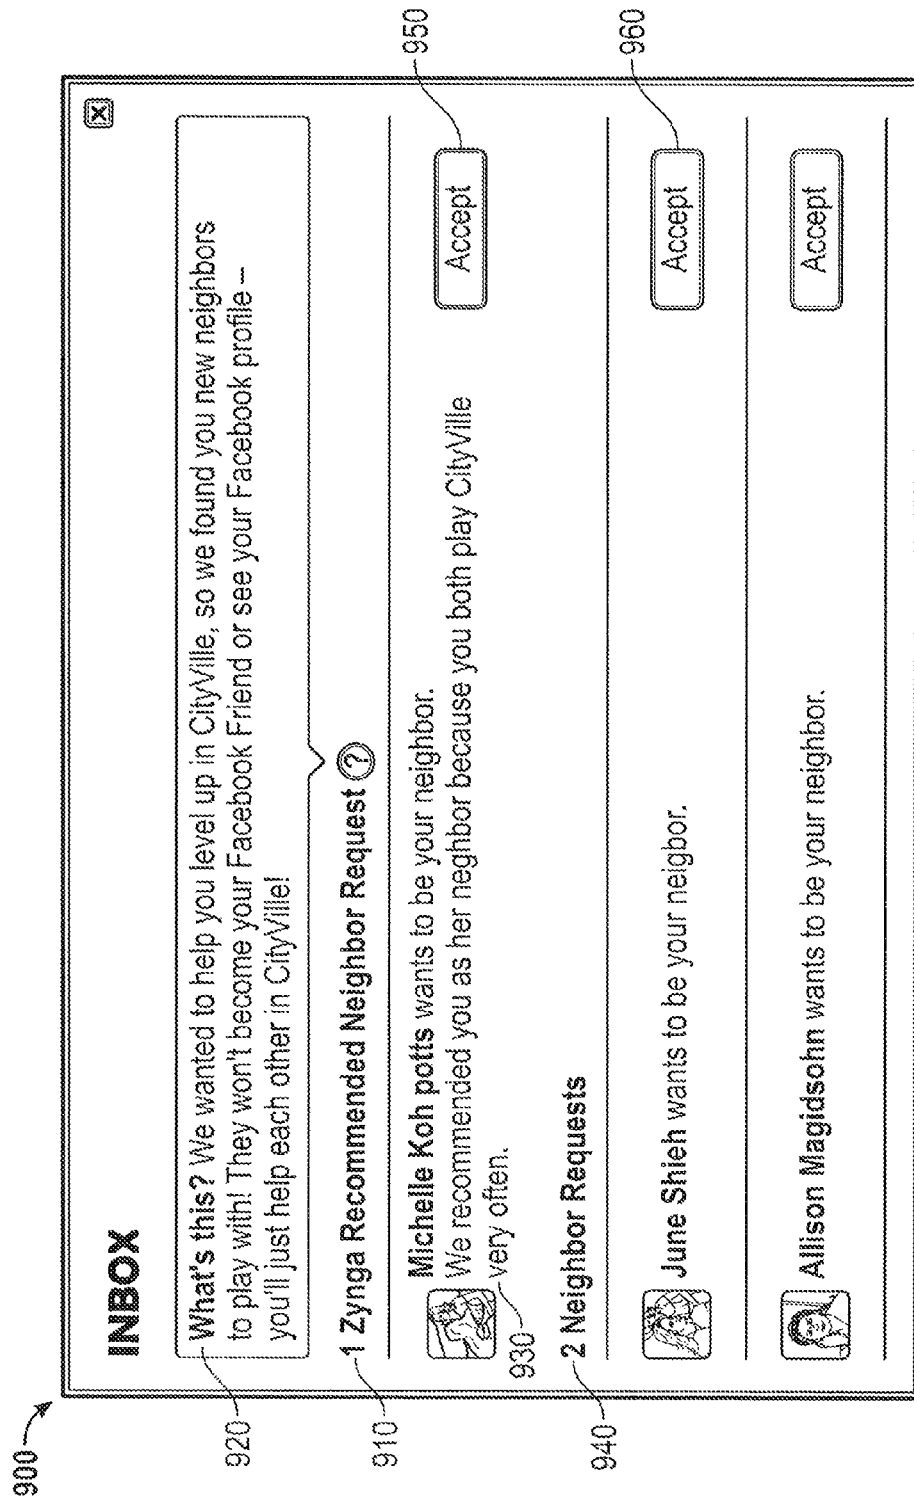 900
INBOX
X
920
What's this? We wanted to help you level up in CityVille, so we found you new neighbors
to play with! They won't become your Facebook Friend or see your Facebook profile –
you'll just help each other in CityVille!
910
1 Zynga Recommended Neighbor Request ?
Michelle Koh potts wants to be your neighbor.
We recommended you as her neghbor because you both play CityVille
very often.
930
Accept
950
940
2 Neighbor Requests
June Shieh wants to be your neigbor.
Accept
960
Allison Magidsohn wants to be your neighbor.
Accept